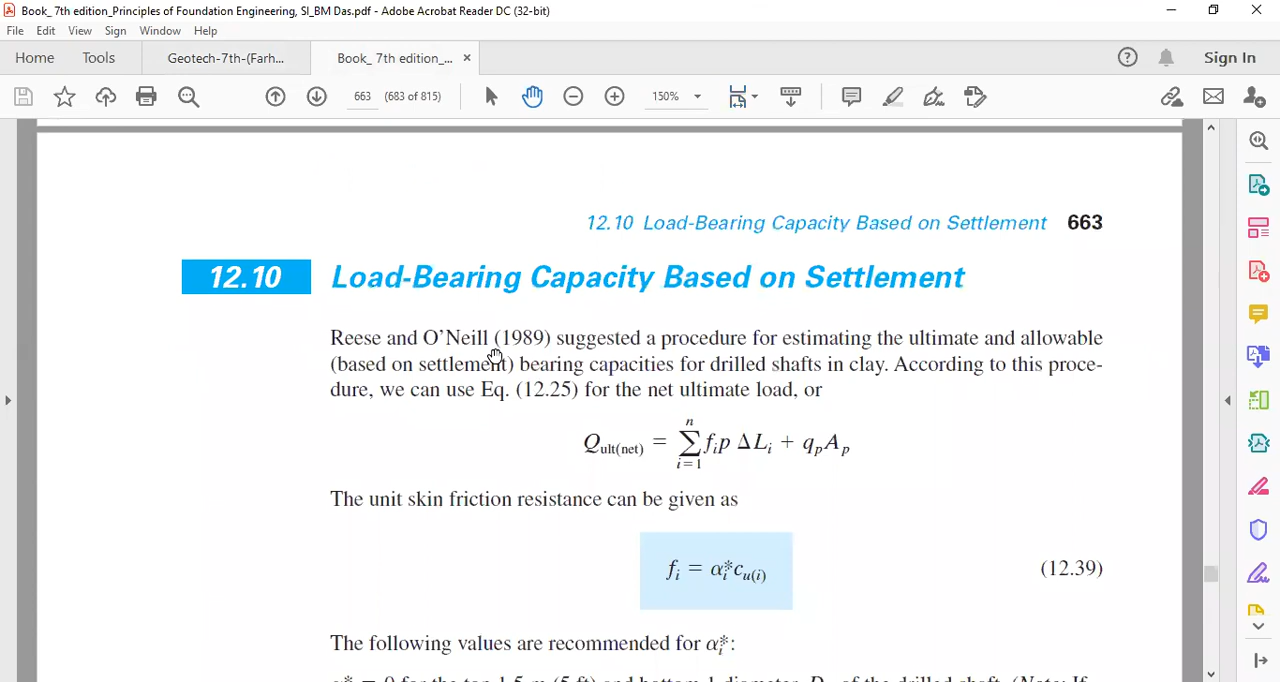 Book_ 7th edition_Principles of Foundation Engineering, SI_BM Das.pdf - Adobe Acrobat Reader DC (32-bit)
File Edit View Sign Window Help
Home Tools Geotech-7th-(Farh... Book_ 7th edition_... × Sign In
663 (683 of 815) 150%
12.10 Load-Bearing Capacity Based on Settlement 663
12.10 Load-Bearing Capacity Based on Settlement
Reese and O’Neill (1989) suggested a procedure for estimating the ultimate and allowable
(based on settlement) bearing capacities for drilled shafts in clay. According to this proce-
dure, we can use Eq. (12.25) for the net ultimate load, or
Q_ult(net) = ∑_{i=1}^{n} f_i p ΔL_i + q_p A_p
The unit skin friction resistance can be given as
f_i = α_i^* c_u(i) (12.39)
The following values are recommended for α_i^*: